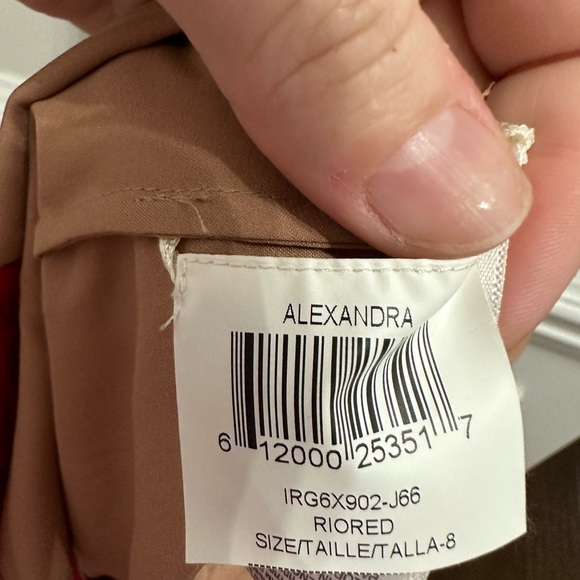 ALEXANDRA
6 12000 25351 7
IRG6X902-J66
RIORED
SIZE/TAILLE/TALLA-8